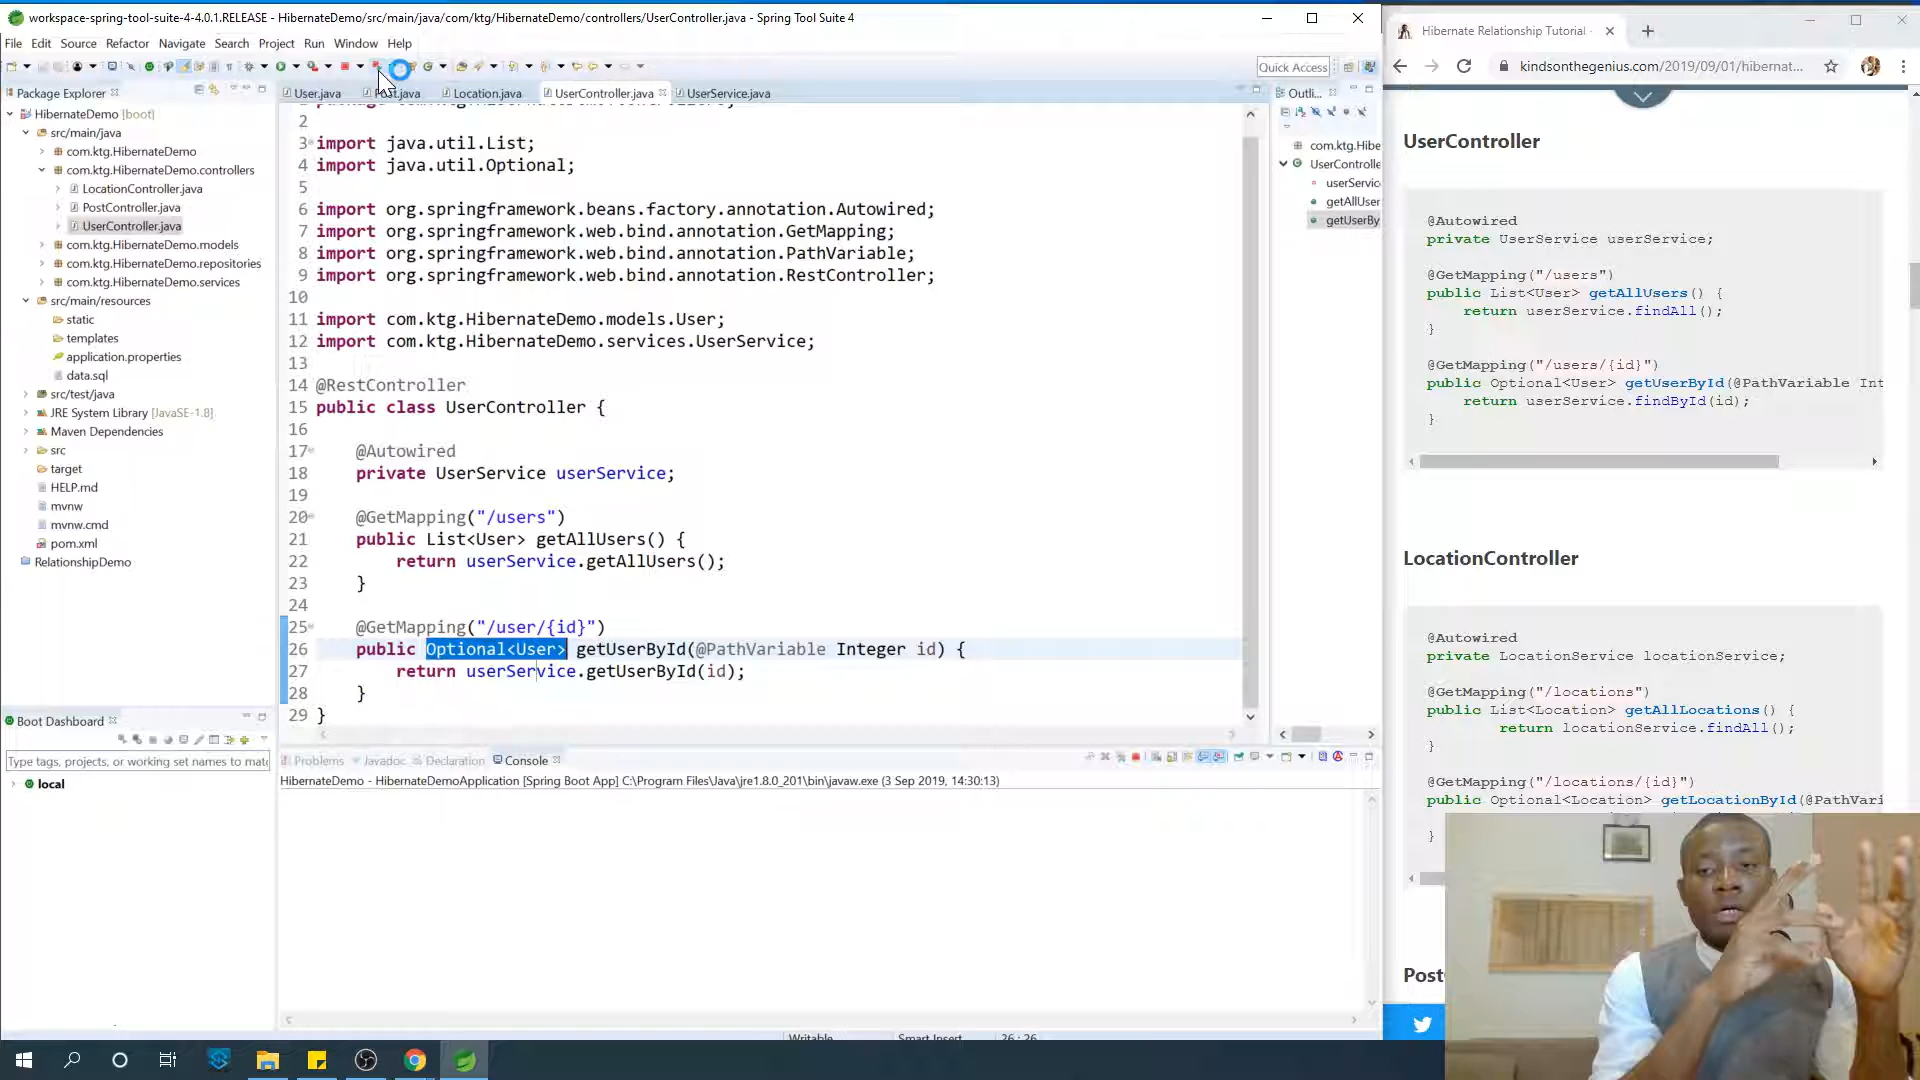 workspace-spring-tool-suite-4-4.0.1.RELEASE - HibernateDemo/src/main/java/com/ktg/HibernateDemo/controllers/UserController.java - Spring Tool Suite 4
File Edit Source Refactor Navigate Search Project Run Window Help
Quick Access
Package Explorer
HibernateDemo [boot]
src/main/java
com.ktg.HibernateDemo
com.ktg.HibernateDemo.controllers
LocationController.java
PostController.java
UserController.java
com.ktg.HibernateDemo.models
com.ktg.HibernateDemo.repositories
com.ktg.HibernateDemo.services
src/main/resources
static
templates
application.properties
data.sql
src/test/java
JRE System Library [JavaSE-1.8]
Maven Dependencies
src
target
HELP.md
mvnw
mvnw.cmd
pom.xml
RelationshipDemo
Boot Dashboard
Type tags, projects, or working set names to mat
local
User.java Post.java Location.java UserController.java UserService.java
2
3 import java.util.List;
4 import java.util.Optional;
5
6 import org.springframework.beans.factory.annotation.Autowired;
7 import org.springframework.web.bind.annotation.GetMapping;
8 import org.springframework.web.bind.annotation.PathVariable;
9 import org.springframework.web.bind.annotation.RestController;
10
11 import com.ktg.HibernateDemo.models.User;
12 import com.ktg.HibernateDemo.services.UserService;
13
14 @RestController
15 public class UserController {
16
17 @Autowired
18 private UserService userService;
19
20 @GetMapping("/users")
21 public List<User> getAllUsers() {
22 return userService.getAllUsers();
23 }
24
25 @GetMapping("/user/{id}")
26 public Optional<User> getUserById(@PathVariable Integer id) {
27 return userService.getUserById(id);
28 }
29 }
Outli...
com.ktg.Hibe
UserControlle
userServic
getAllUser
getUserBy
Problems Javadoc Declaration Console
HibernateDemo - HibernateDemoApplication [Spring Boot App] C:\Program Files\Java\jre1.8.0_201\bin\javaw.exe (3 Sep 2019, 14:30:13)
Writable Smart Insert 26 : 26
Hibernate Relationship Tutorial -
kindsonthegenius.com/2019/09/01/hibernat...
UserController
@Autowired
private UserService userService;
@GetMapping("/users")
public List<User> getAllUsers() {
return userService.findAll();
}
@GetMapping("/users/{id}")
public Optional<User> getUserById(@PathVariable Int
return userService.findById(id);
}
LocationController
@Autowired
private LocationService locationService;
@GetMapping("/locations")
public List<Location> getAllLocations() {
return locationService.findAll();
}
@GetMapping("/locations/{id}")
public Optional<Location> getLocationById(@PathVari
}